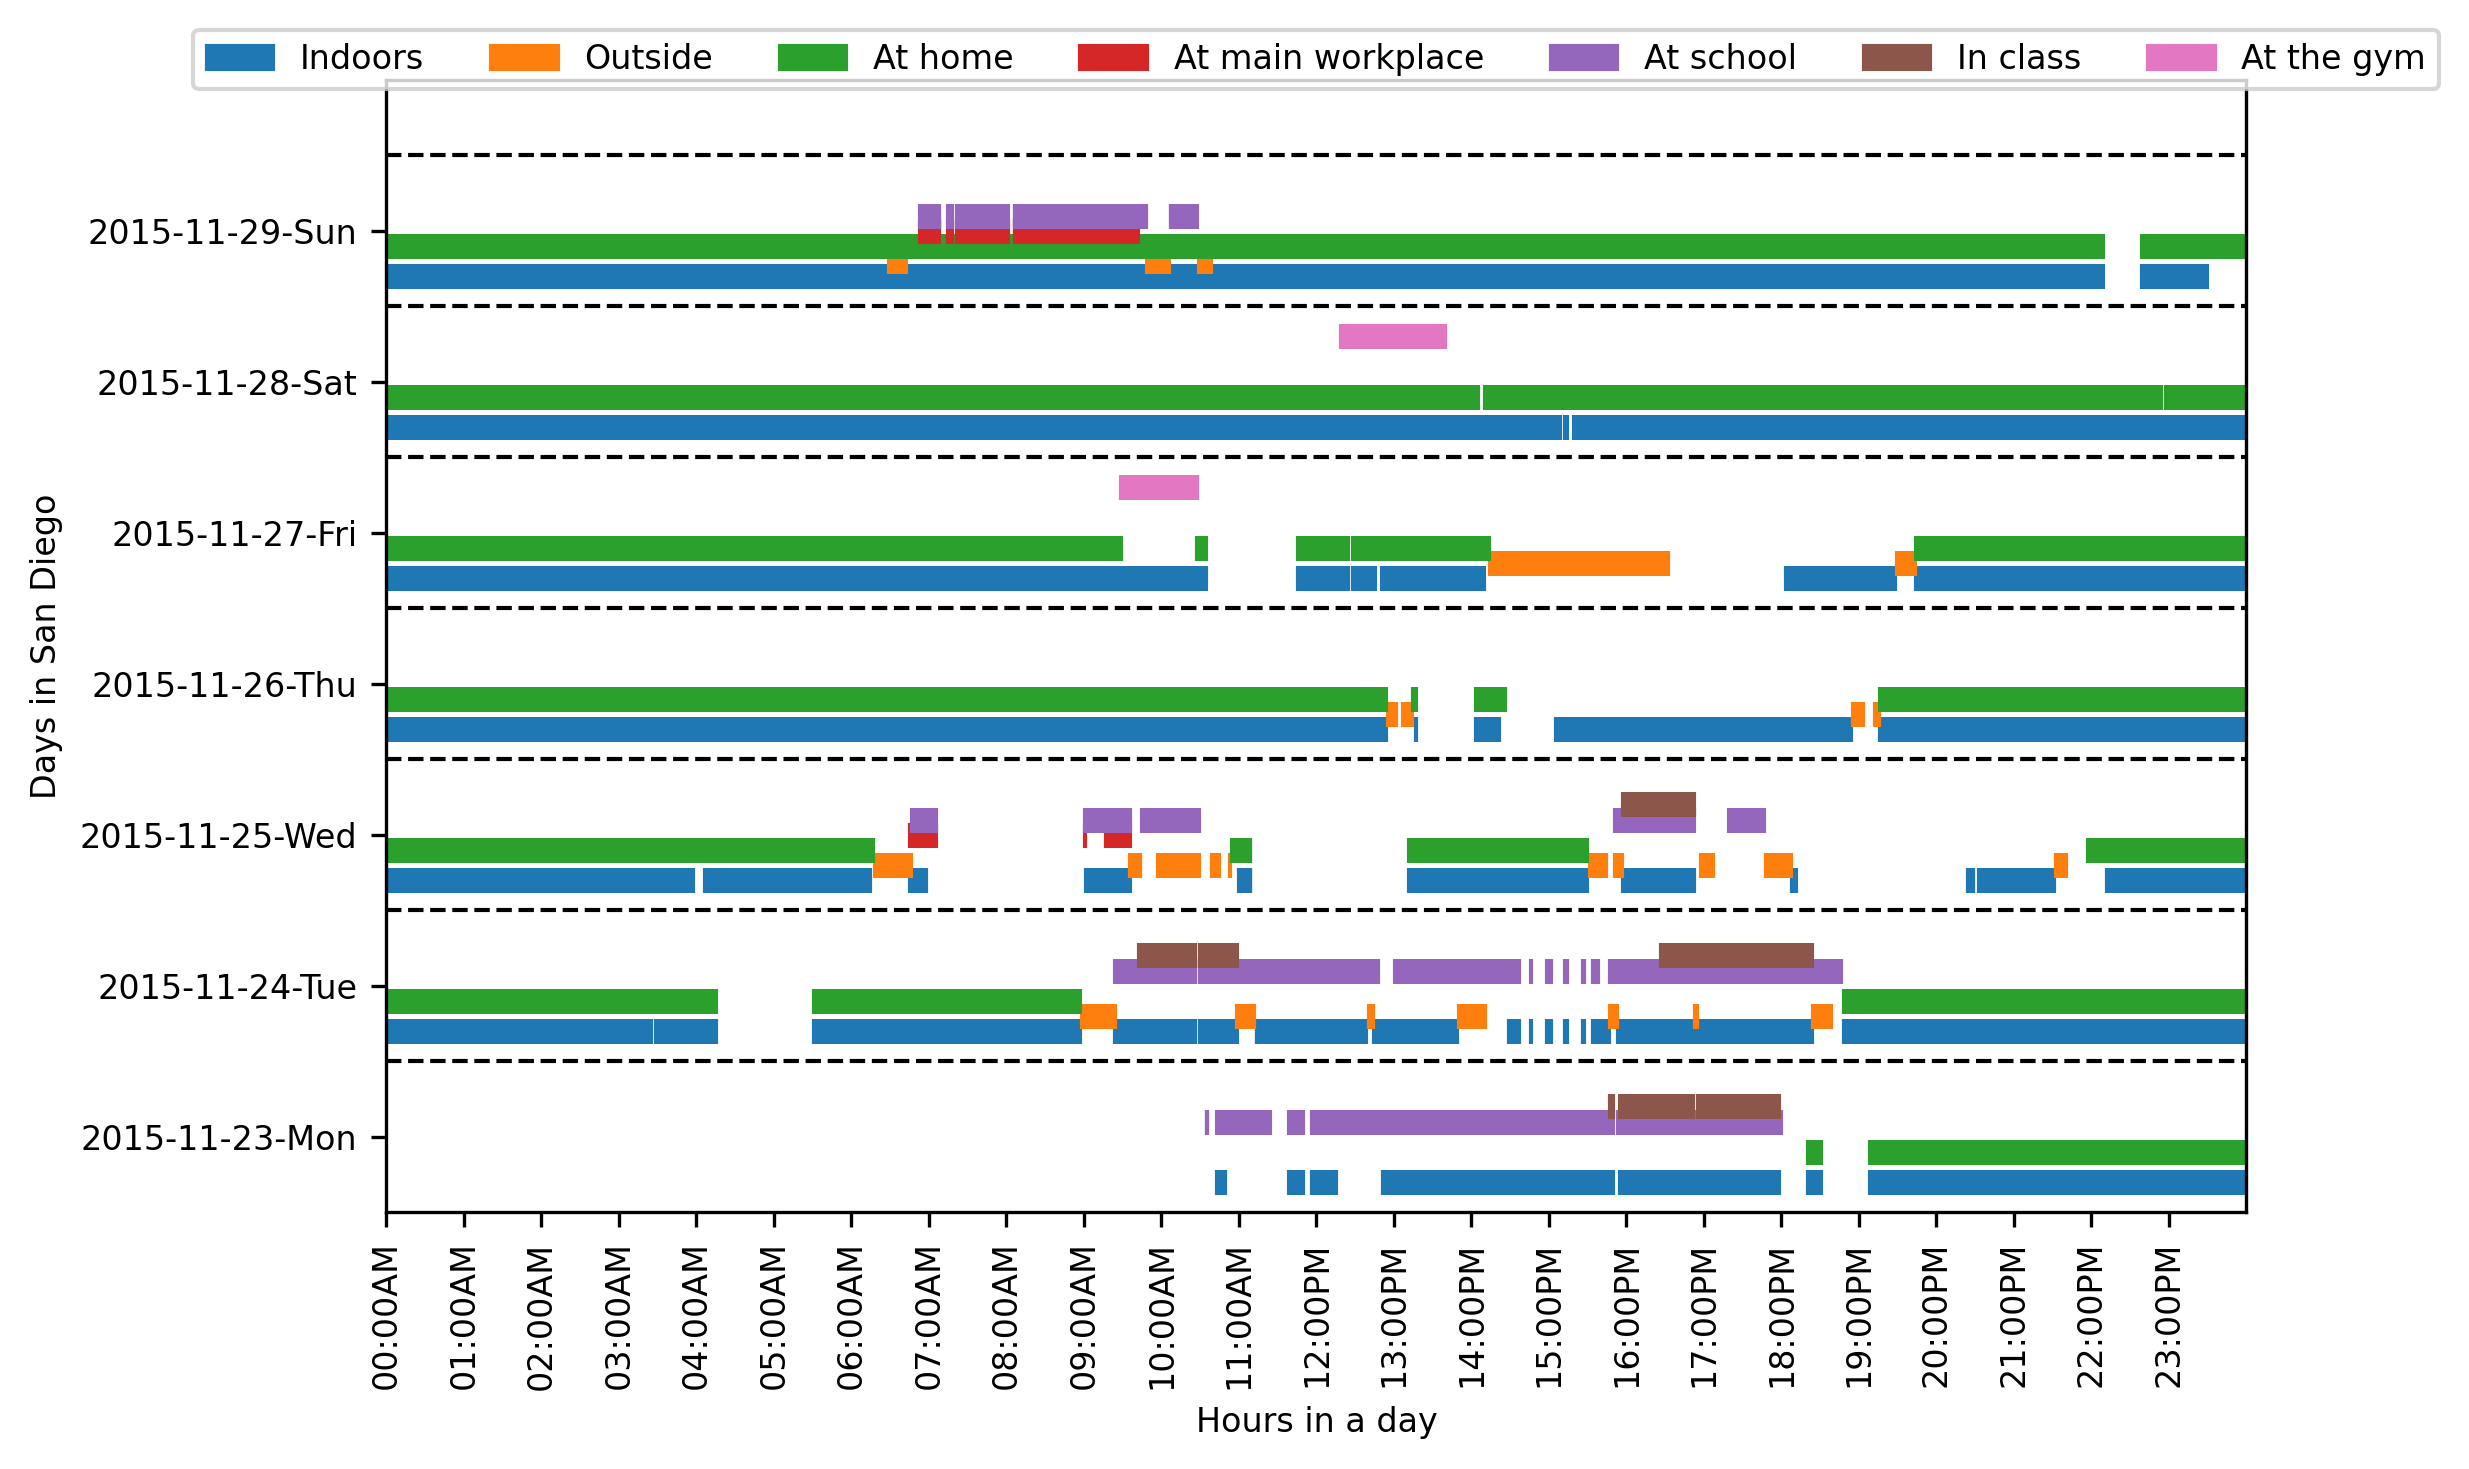 Indoors Outside At home At main workplace At school In class At the gym
2015-11-29-Sun
2015-11-28-Sat
2015-11-27-Fri
2015-11-26-Thu
2015-11-25-Wed
2015-11-24-Tue
2015-11-23-Mon
Days in San Diego
00:00AM
01:00AM
02:00AM
03:00AM
04:00AM
05:00AM
06:00AM
07:00AM
08:00AM
09:00AM
10:00AM
11:00AM
12:00PM
13:00PM
14:00PM
15:00PM
16:00PM
17:00PM
18:00PM
19:00PM
20:00PM
21:00PM
22:00PM
23:00PM
Hours in a day